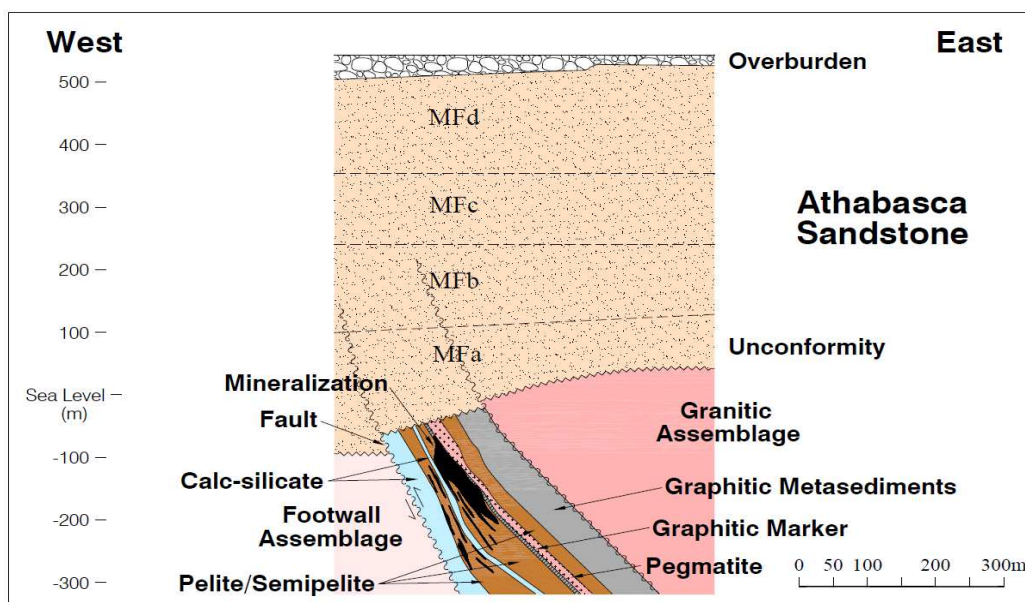 West
East
Overburden
500
MFd
400
300
MFc
Athabasca
Sandstone
200
MFb
100
MFa
Unconformity
Mineralization
Sea Level
(m)
Fault
Granitic
Assemblage
-100
Calc-silicate
Graphitic Metasediments
-200
Footwall
Assemblage
Graphitic Marker
Pegmatite
-300
Pelite/Semipelite
0 100 200 300m